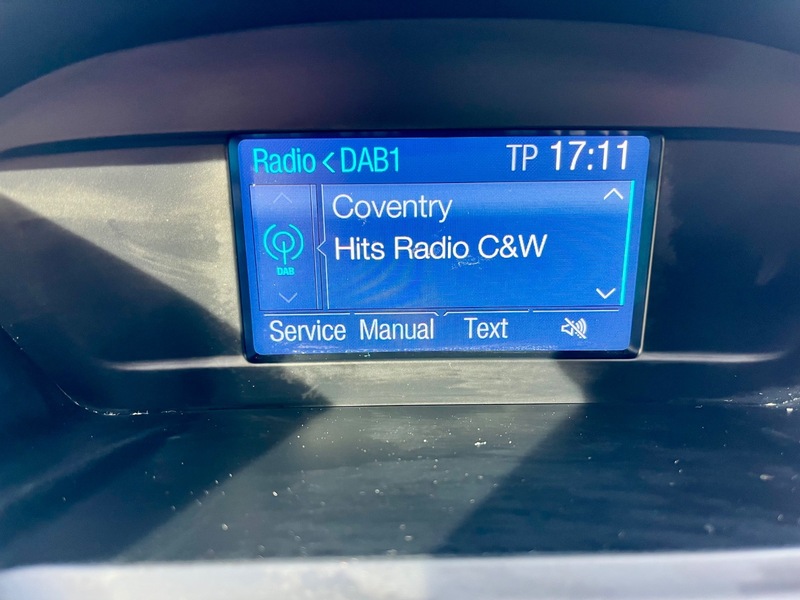 Radio < DAB1 TP 17:11
Coventry
DAB
Hits Radio C&W
Service Manual Text